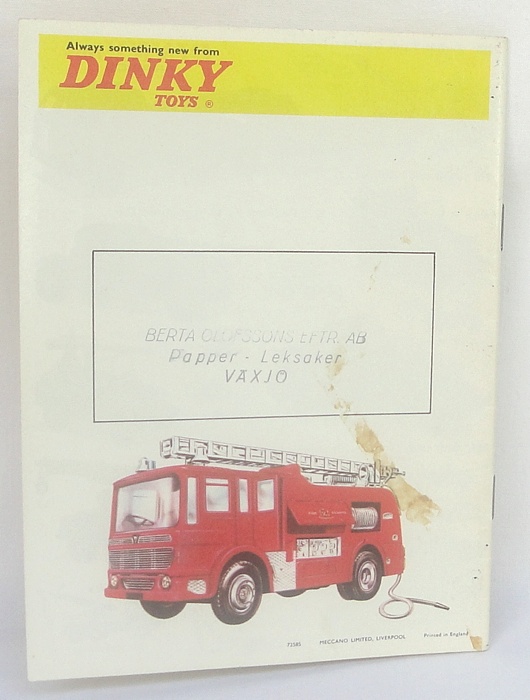 Always something new from
DINKY
TOYS ®
BERTA OLOFSSONS EFTR. AB
Papper - Leksaker
VÄXJÖ
72585 MECCANO LIMITED, LIVERPOOL Printed in England